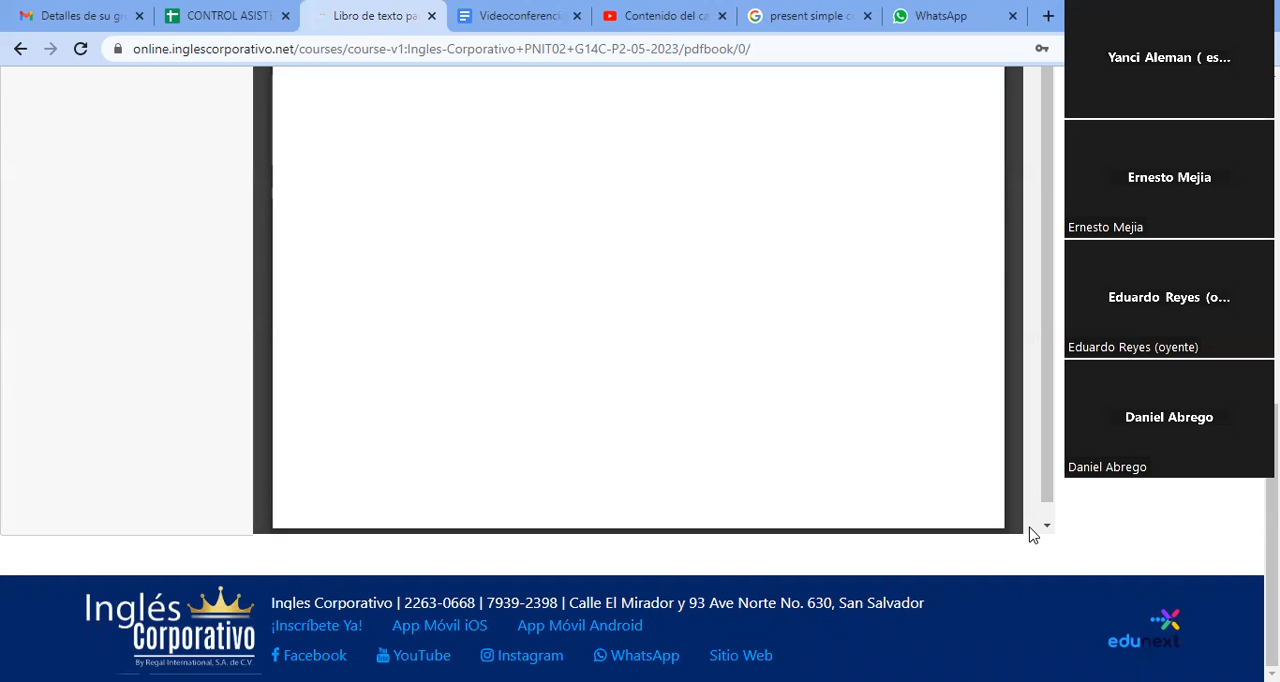 Detalles de su gr
CONTROL ASIST
Libro de texto pa
Videoconferenci
Contenido del ca
present simple c
WhatsApp
online.inglescorporativo.net/courses/course-v1:Ingles-Corporativo+PNIT02+G14C-P2-05-2023/pdfbook/0/
Yanci Aleman ( es...
Ernesto Mejia
Ernesto Mejia
Eduardo Reyes (o...
Eduardo Reyes (oyente)
Daniel Abrego
Daniel Abrego
Inglés
Corporativo
By Regal International, S.A. de C.V.
Ingles Corporativo | 2263-0668 | 7939-2398 | Calle El Mirador y 93 Ave Norte No. 630, San Salvador
¡Inscríbete Ya! App Móvil iOS App Móvil Android
Facebook YouTube Instagram WhatsApp Sitio Web
edunext